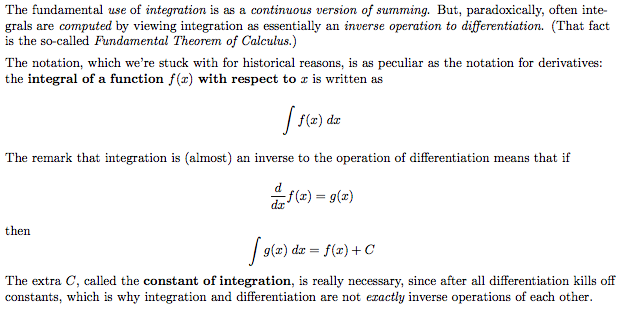 The fundamental use of integration is as a continuous version of summing. But, paradoxically, often inte-
grals are computed by viewing integration as essentially an inverse operation to differentiation. (That fact
is the so-called Fundamental Theorem of Calculus.)
The notation, which we're stuck with for historical reasons, is as peculiar as the notation for derivatives:
the integral of a function f(x) with respect to x is written as
∫ f(x) dx
The remark that integration is (almost) an inverse to the operation of differentiation means that if
d/dx f(x) = g(x)
then
∫ g(x) dx = f(x) + C
The extra C, called the constant of integration, is really necessary, since after all differentiation kills off
constants, which is why integration and differentiation are not exactly inverse operations of each other.